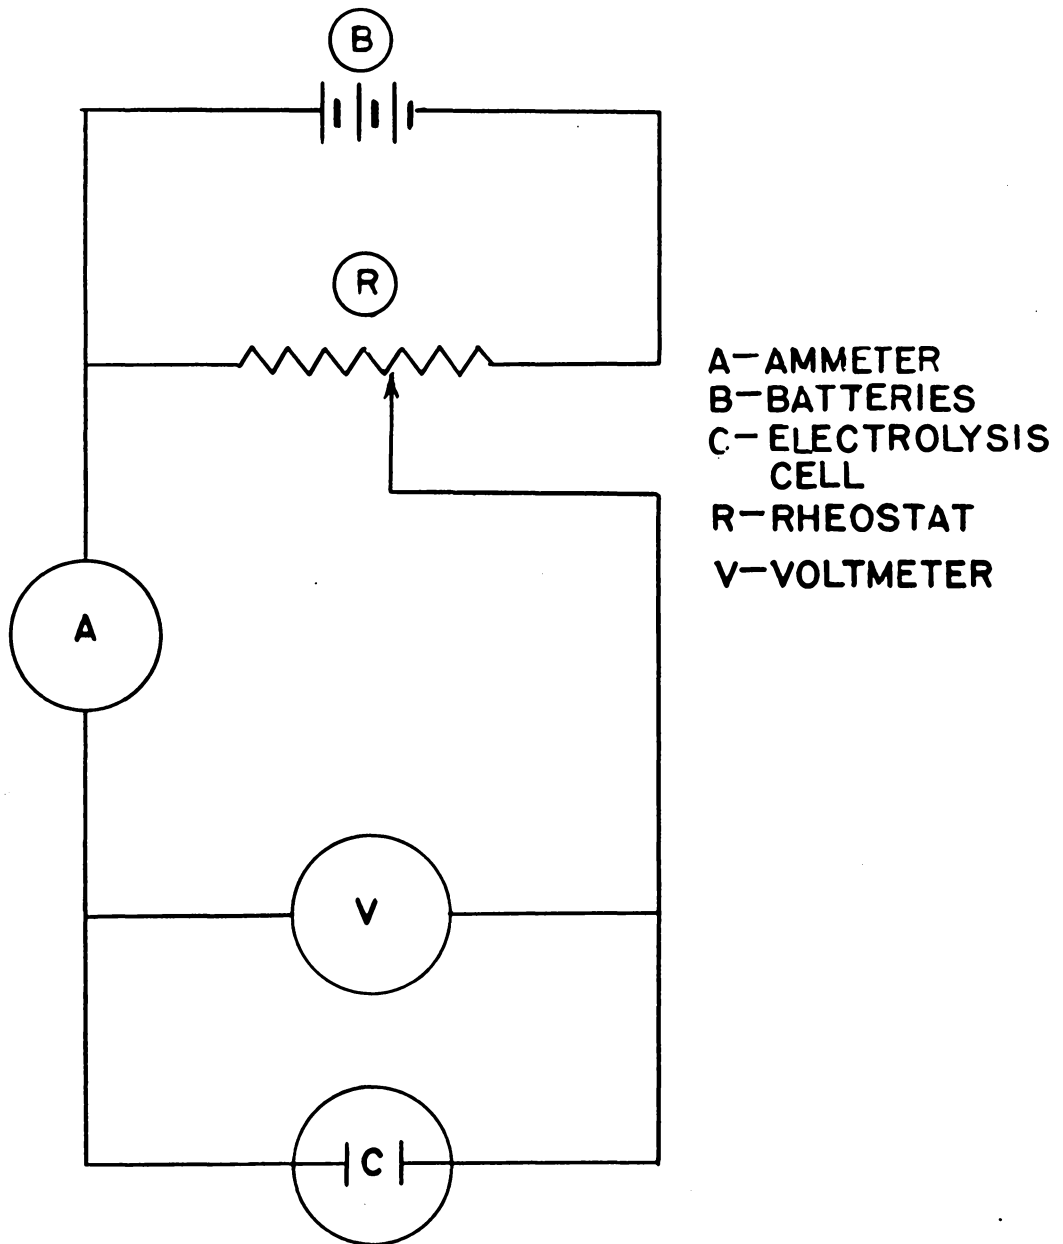 B
R
A—AMMETER
B—BATTERIES
C—ELECTROLYSIS
CELL
R—RHEOSTAT
V—VOLTMETER
A
V
C